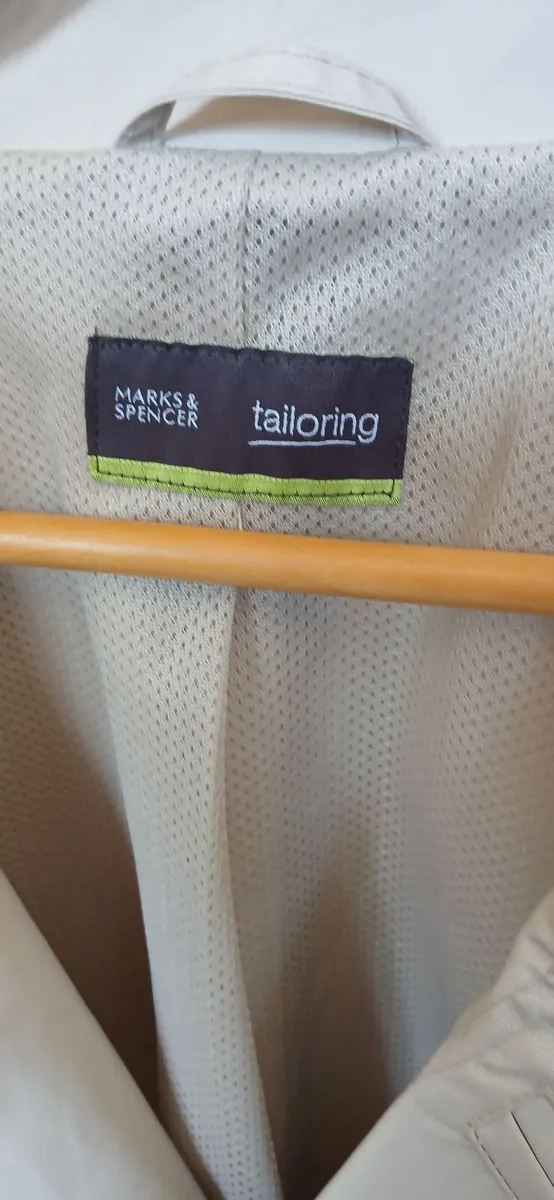 MARKS &
SPENCER
tailoring